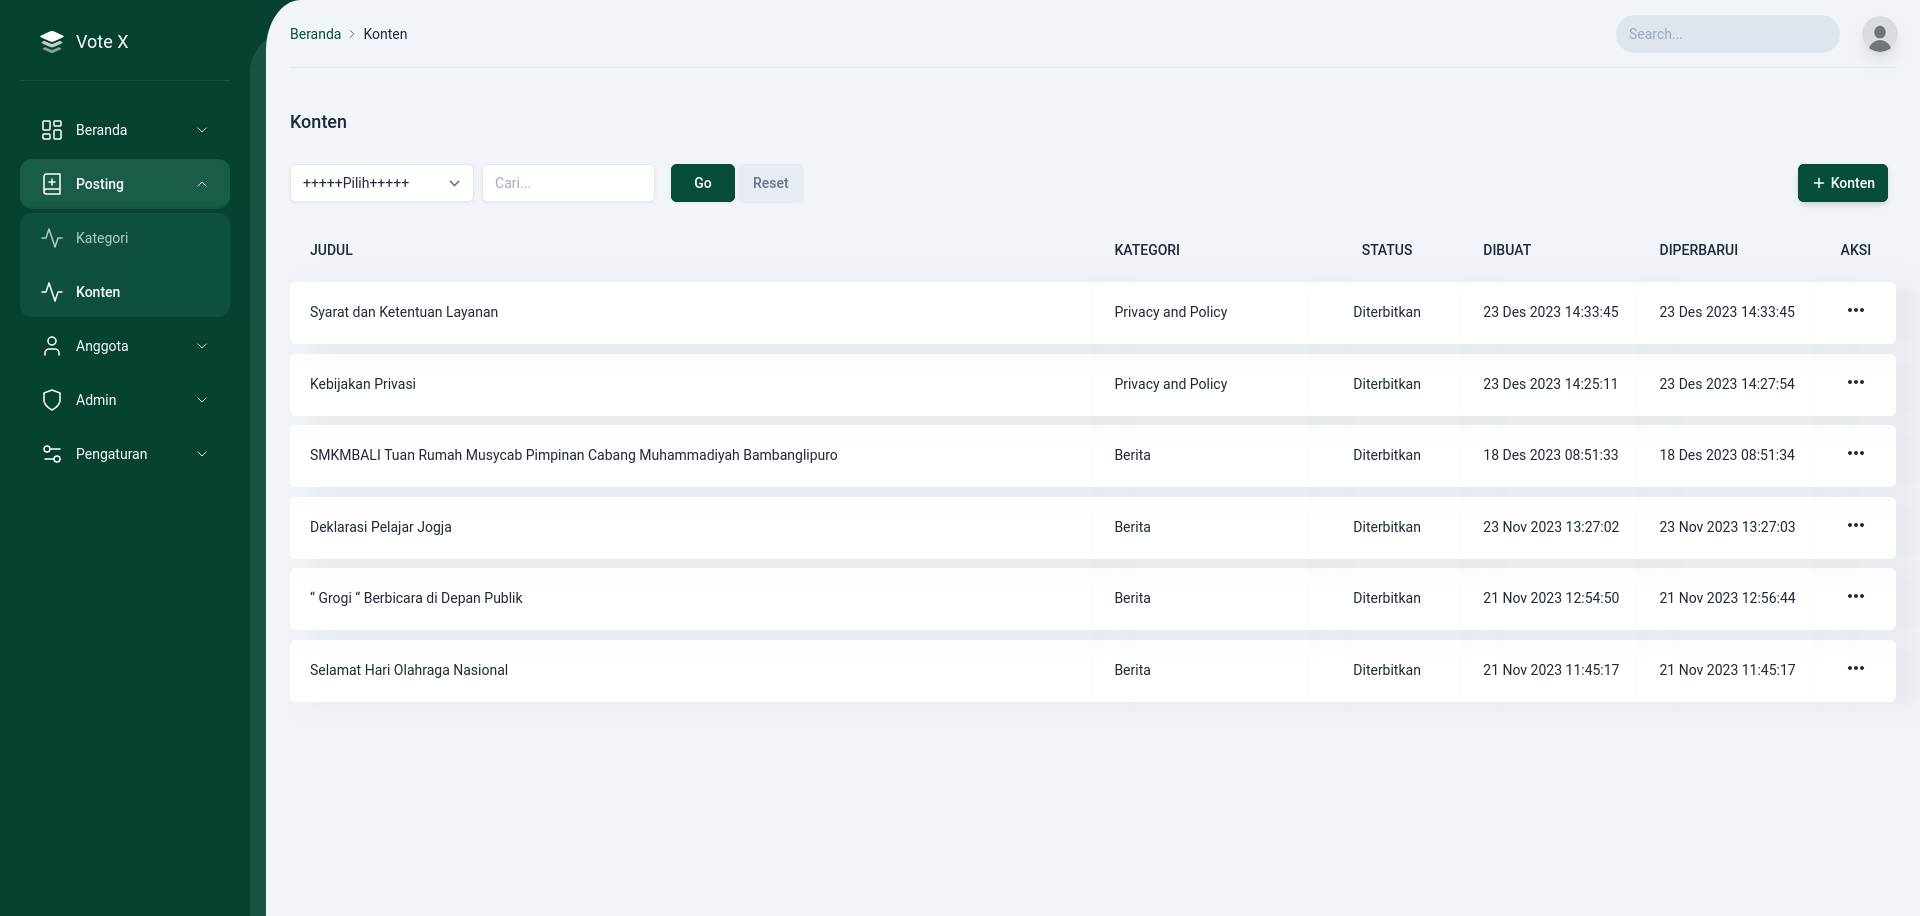 Vote X
Beranda
Posting
Kategori
Konten
Anggota
Admin
Pengaturan
Beranda > Konten
Search...
Konten
+++++Pilih+++++ Cari... Go Reset + Konten
JUDUL KATEGORI STATUS DIBUAT DIPERBARUI AKSI
Syarat dan Ketentuan Layanan Privacy and Policy Diterbitkan 23 Des 2023 14:33:45 23 Des 2023 14:33:45
Kebijakan Privasi Privacy and Policy Diterbitkan 23 Des 2023 14:25:11 23 Des 2023 14:27:54
SMKMBALI Tuan Rumah Musycab Pimpinan Cabang Muhammadiyah Bambanglipuro Berita Diterbitkan 18 Des 2023 08:51:33 18 Des 2023 08:51:34
Deklarasi Pelajar Jogja Berita Diterbitkan 23 Nov 2023 13:27:02 23 Nov 2023 13:27:03
“ Grogi “ Berbicara di Depan Publik Berita Diterbitkan 21 Nov 2023 12:54:50 21 Nov 2023 12:56:44
Selamat Hari Olahraga Nasional Berita Diterbitkan 21 Nov 2023 11:45:17 21 Nov 2023 11:45:17